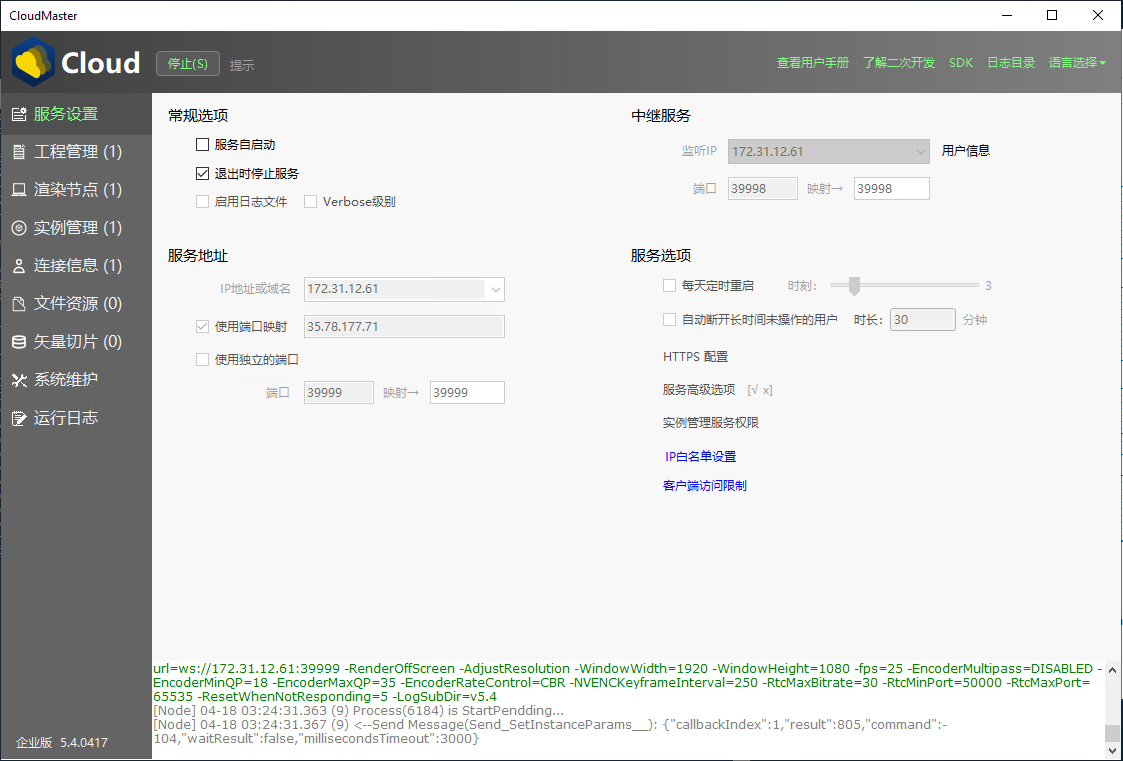 CloudMaster
Cloud 停止(S) 提示 查看用户手册 了解二次开发 SDK 日志目录 语言选择
服务设置
工程管理 (1)
渲染节点 (1)
实例管理 (1)
连接信息 (1)
文件资源 (0)
矢量切片 (0)
系统维护
运行日志
企业版 5.4.0417
常规选项
服务自启动
退出时停止服务
启用日志文件 Verbose级别
中继服务
监听IP 172.31.12.61 用户信息
端口 39998 映射→ 39998
服务地址
IP地址或域名 172.31.12.61
使用端口映射 35.78.177.71
使用独立的端口
端口 39999 映射→ 39999
服务选项
每天定时重启 时刻: 3
自动断开长时间未操作的用户 时长: 30 分钟
HTTPS 配置
服务高级选项 [√ x]
实例管理服务权限
IP白名单设置
客户端访问限制
url=ws://172.31.12.61:39999 -RenderOffScreen -AdjustResolution -WindowWidth=1920 -WindowHeight=1080 -fps=25 -EncoderMultipass=DISABLED -
EncoderMinQP=18 -EncoderMaxQP=35 -EncoderRateControl=CBR -NVENCKeyframeInterval=250 -RtcMaxBitrate=30 -RtcMinPort=50000 -RtcMaxPort=
65535 -ResetWhenNotResponding=5 -LogSubDir=v5.4
[Node] 04-18 03:24:31.363 (9) Process(6184) is StartPendding...
[Node] 04-18 03:24:31.367 (9) <--Send Message(Send_SetInstanceParams__): {"callbackIndex":1,"result":805,"command":-
104,"waitResult":false,"millisecondsTimeout":3000}